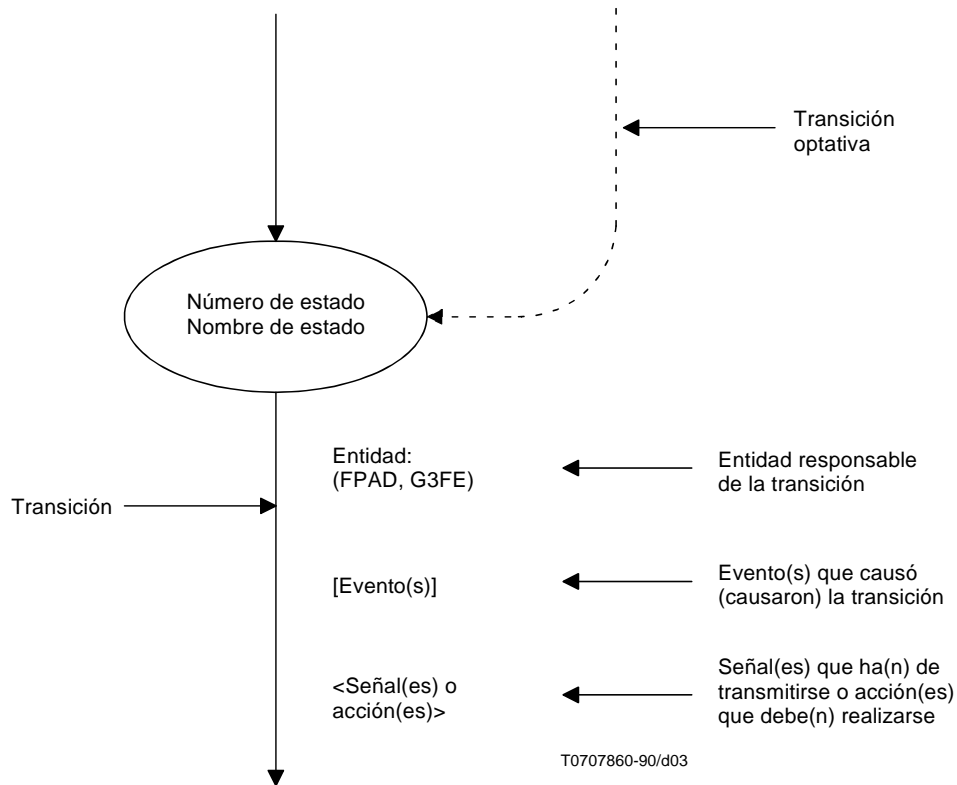 Transición
optativa
Número de estado
Nombre de estado
Entidad:
(FPAD, G3FE)
Entidad responsable
de la transición
Transición
[Evento(s)]
Evento(s) que causó
(causaron) la transición
<Señal(es) o
acción(es)>
Señal(es) que ha(n) de
transmitirse o acción(es)
que debe(n) realizarse
T0707860-90/d03